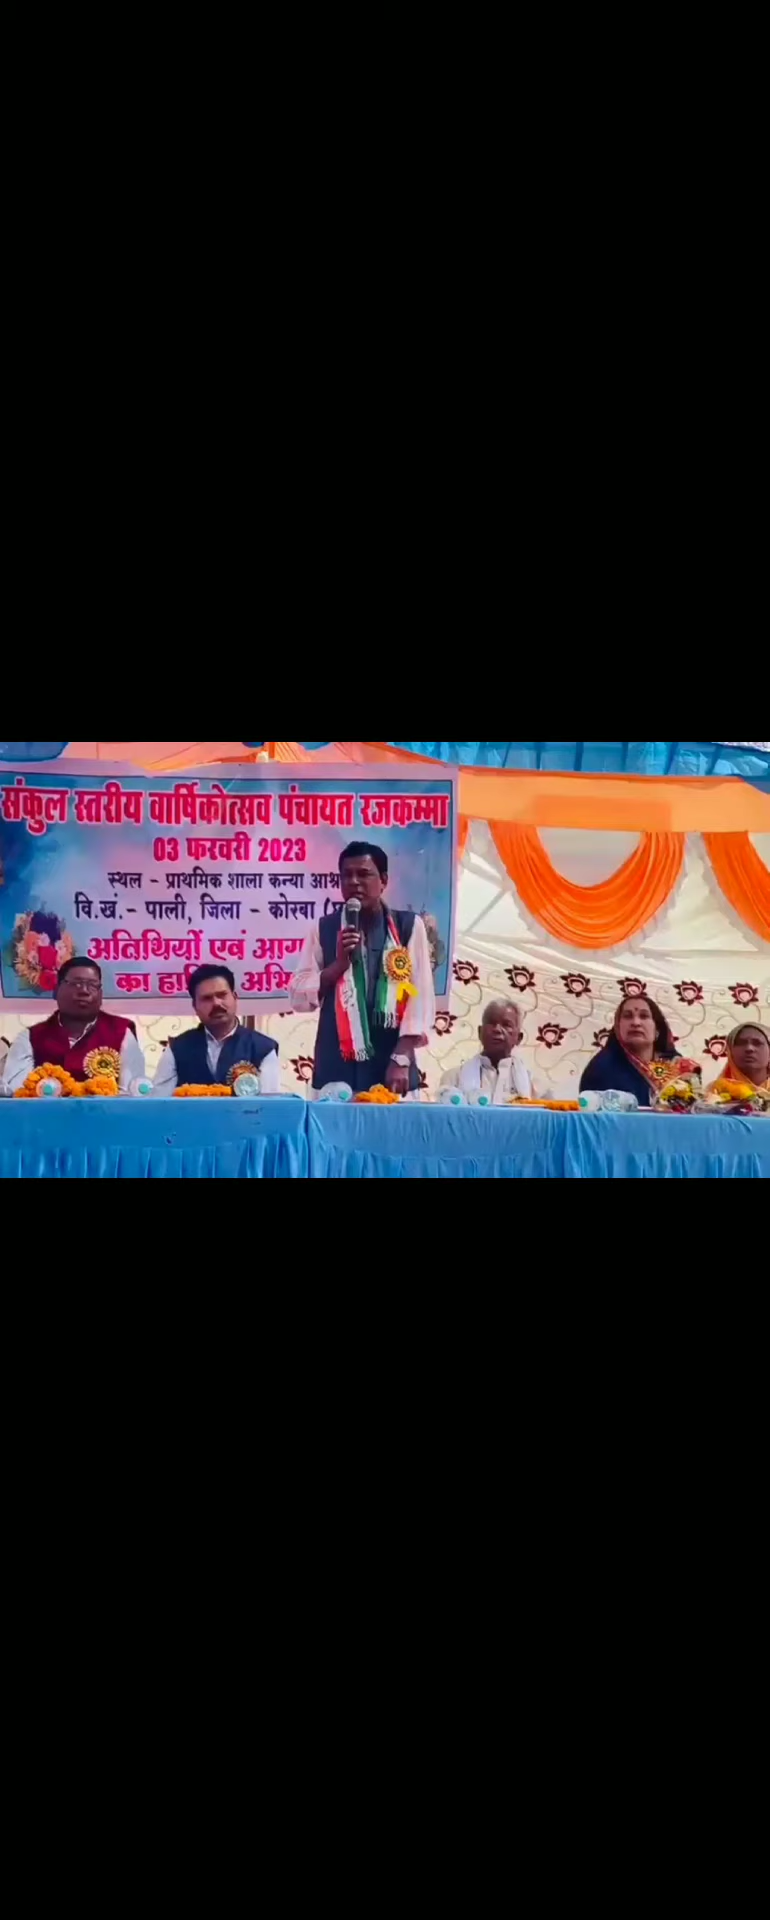 संकुल स्तरीय वार्षिकोत्सव पंचायत रजकम्मा
03 फरवरी 2023
स्थल - प्राथमिक शाला कन्या
वि.खं.- पाली, जिला - कोरबा
अतिथियों एवं
का